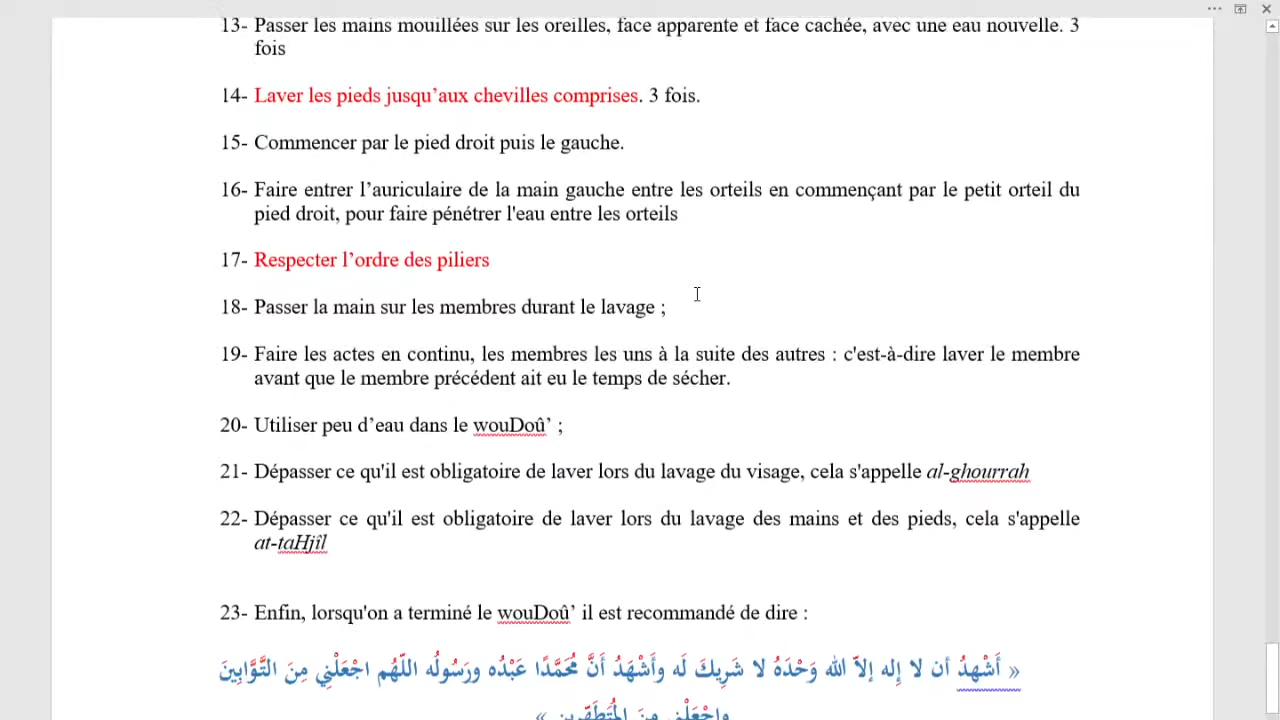 13- Passer les mains mouillées sur les oreilles, face apparente et face cachée, avec une eau nouvelle. 3
fois
14- Laver les pieds jusqu’aux chevilles comprises. 3 fois.
15- Commencer par le pied droit puis le gauche.
16- Faire entrer l’auriculaire de la main gauche entre les orteils en commençant par le petit orteil du
pied droit, pour faire pénétrer l'eau entre les orteils
17- Respecter l’ordre des piliers
18- Passer la main sur les membres durant le lavage ;
19- Faire les actes en continu, les membres les uns à la suite des autres : c'est-à-dire laver le membre
avant que le membre précédent ait eu le temps de sécher.
20- Utiliser peu d’eau dans le wouDoû’ ;
21- Dépasser ce qu'il est obligatoire de laver lors du lavage du visage, cela s'appelle al-ghourrah
22- Dépasser ce qu'il est obligatoire de laver lors du lavage des mains et des pieds, cela s'appelle
at-taHjîl
23- Enfin, lorsqu'on a terminé le wouDoû’ il est recommandé de dire :
« أَشْهدُ أن لا إِله إلاّ الله وَحْدَهُ لا شَرِيكَ لَه وأَشْهَدُ أَنَّ مُحَمَّدًا عَبْدُه ورَسُولُه اللّهُم اجْعَلْنِي مِنَ التَّوَّابِينَ
واجْعَلْنِي مِنَ المُتَطَهِّرِين »